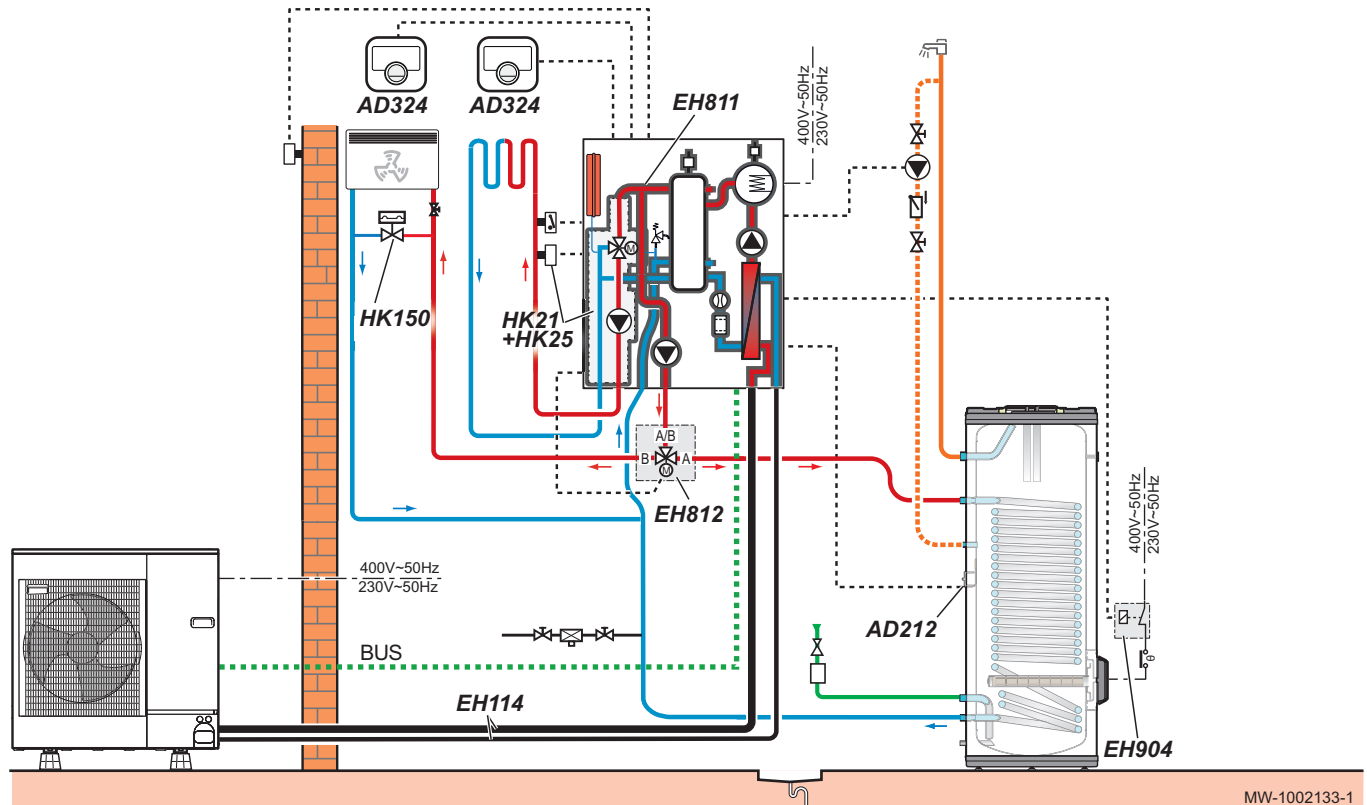 AD324
AD324
EH811
400V~50Hz
230V~50Hz
M
HK150
HK21
+HK25
A/B
B
A
M
EH812
400V~50Hz
230V~50Hz
BUS
EH114
AD212
400V~50Hz
230V~50Hz
θ
EH904
MW-1002133-1